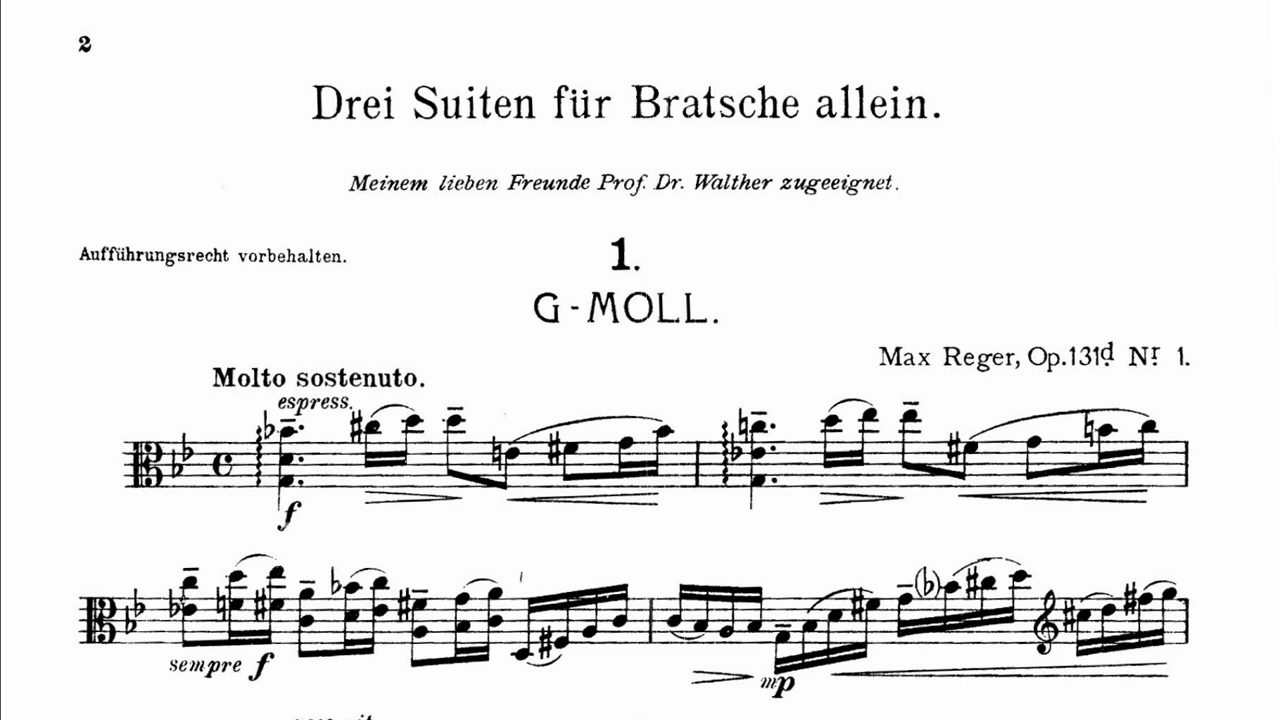 2
Drei Suiten für Bratsche allein.
Meinem lieben Freunde Prof. Dr. Walther zugeeignet.
Aufführungsrecht vorbehalten.
1.
G-MOLL.
Max Reger, Op.131d. Nr. 1.
Molto sostenuto.
espress.
f
sempre f
mp